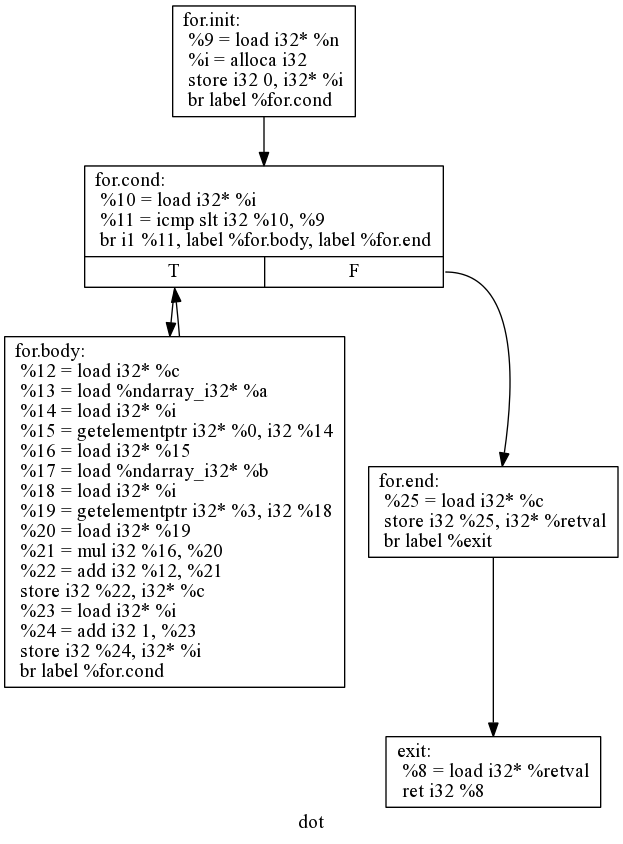 for.init:
%9 = load i32* %n
%i = alloca i32
store i32 0, i32* %i
br label %for.cond
for.cond:
%10 = load i32* %i
%11 = icmp slt i32 %10, %9
br i1 %11, label %for.body, label %for.end
T
F
for.body:
%12 = load i32* %c
%13 = load %ndarray_i32* %a
%14 = load i32* %i
%15 = getelementptr i32* %0, i32 %14
%16 = load i32* %15
%17 = load %ndarray_i32* %b
%18 = load i32* %i
%19 = getelementptr i32* %3, i32 %18
%20 = load i32* %19
%21 = mul i32 %16, %20
%22 = add i32 %12, %21
store i32 %22, i32* %c
%23 = load i32* %i
%24 = add i32 1, %23
store i32 %24, i32* %i
br label %for.cond
for.end:
%25 = load i32* %c
store i32 %25, i32* %retval
br label %exit
exit:
%8 = load i32* %retval
ret i32 %8
dot